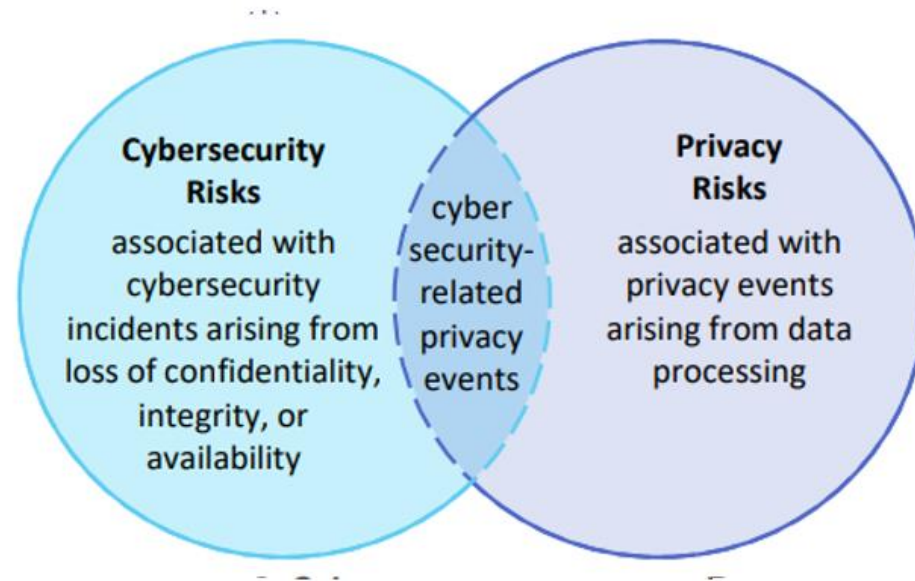 Cybersecurity
Risks
associated with
cybersecurity
incidents arising from
loss of confidentiality,
integrity, or
availability
cyber
security-
related
privacy
events
Privacy
Risks
associated with
privacy events
arising from data
processing